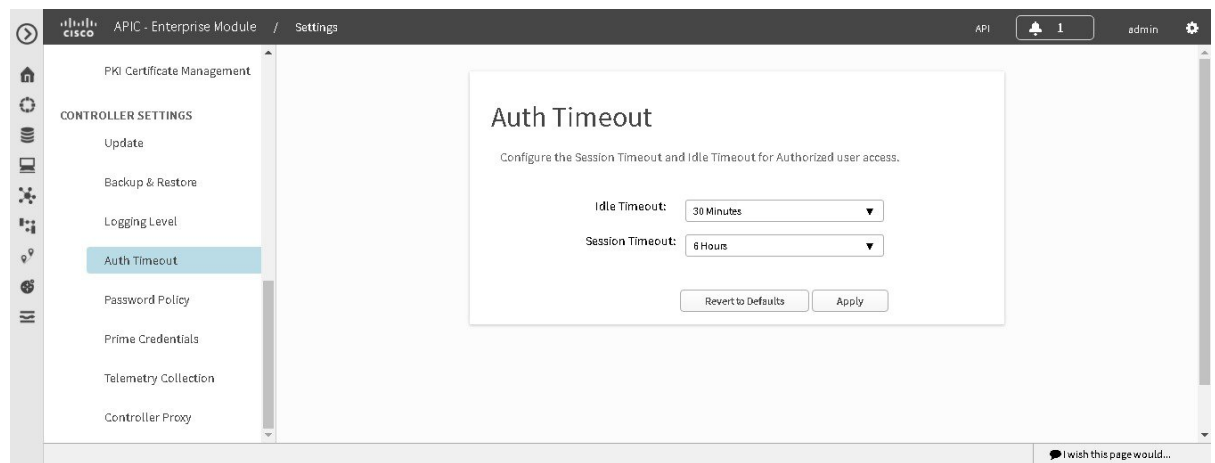 cisco APIC - Enterprise Module / Settings API 1 admin
PKI Certificate Management
CONTROLLER SETTINGS
Update
Backup & Restore
Logging Level
Auth Timeout
Password Policy
Prime Credentials
Telemetry Collection
Controller Proxy
Auth Timeout
Configure the Session Timeout and Idle Timeout for Authorized user access.
Idle Timeout: 30 Minutes
Session Timeout: 6 Hours
Revert to Defaults Apply
I wish this page would...